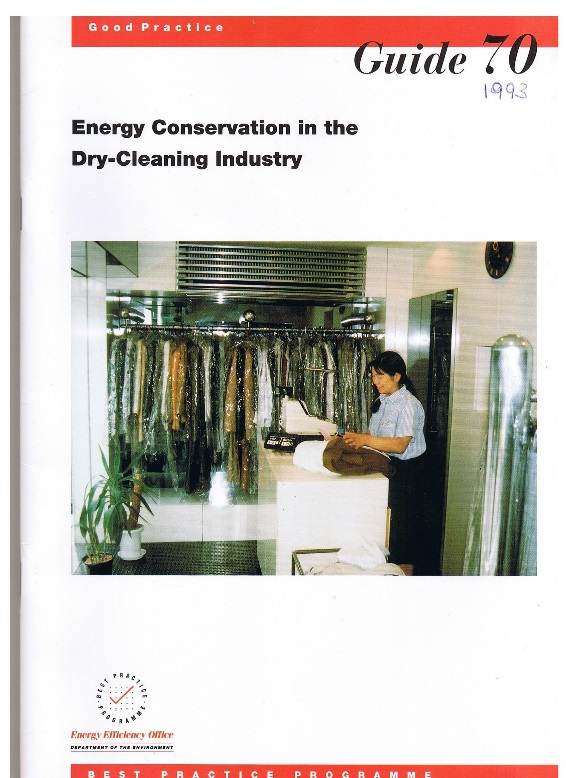 Good Practice
Guide 70
1993
Energy Conservation in the
Dry-Cleaning Industry
BEST PRACTICE
PROGRAMME
Energy Efficiency Office
DEPARTMENT OF THE ENVIRONMENT
BEST PRACTICE PROGRAMME